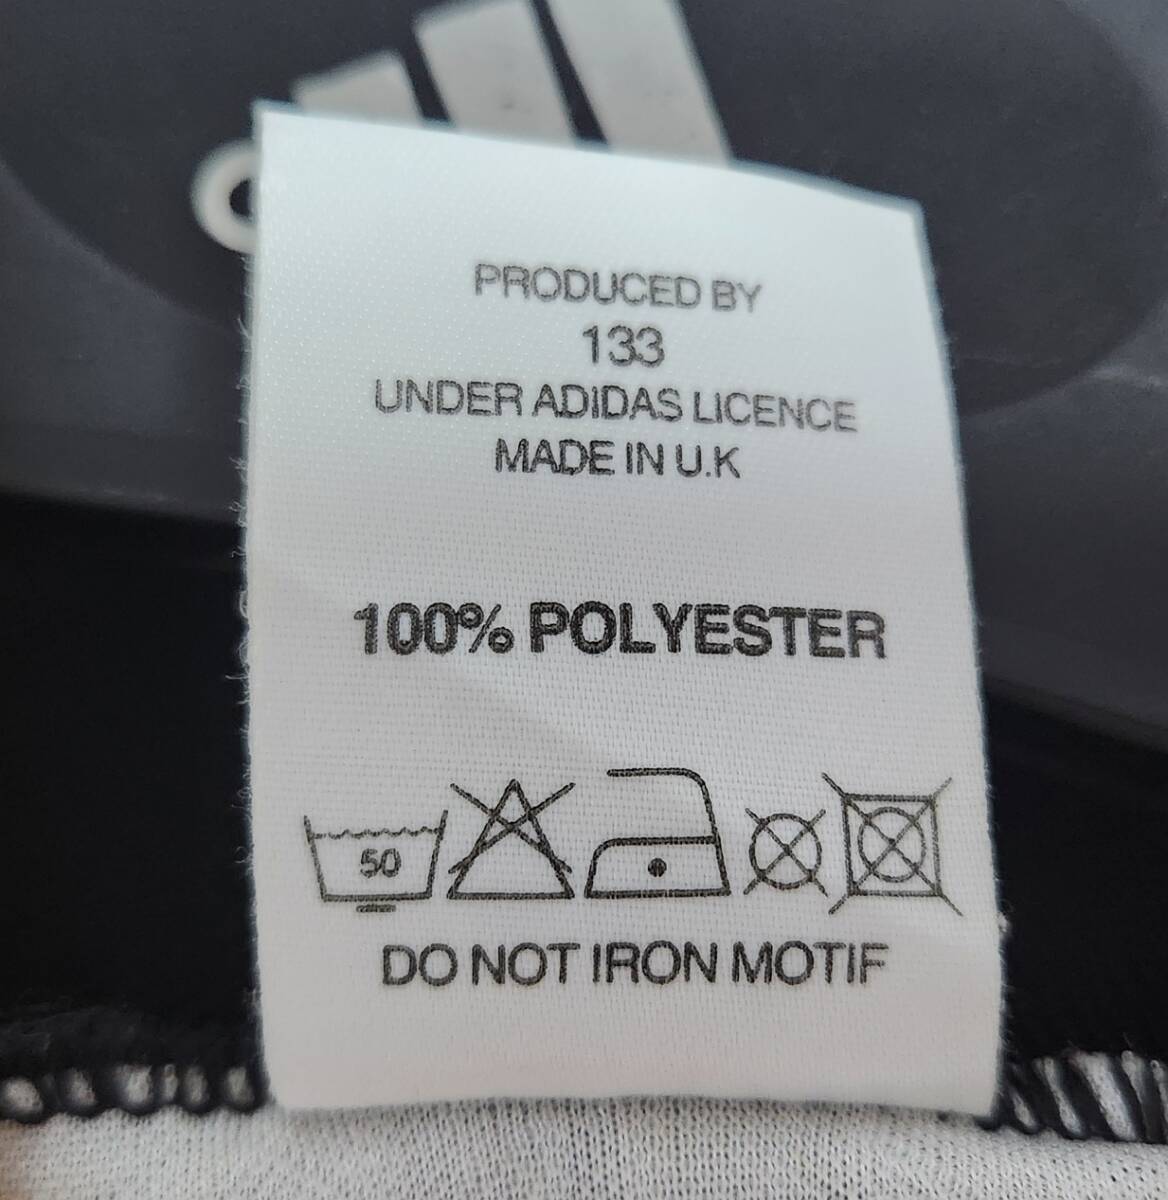 PRODUCED BY
133
UNDER ADIDAS LICENCE
MADE IN U.K
100% POLYESTER
50
DO NOT IRON MOTIF